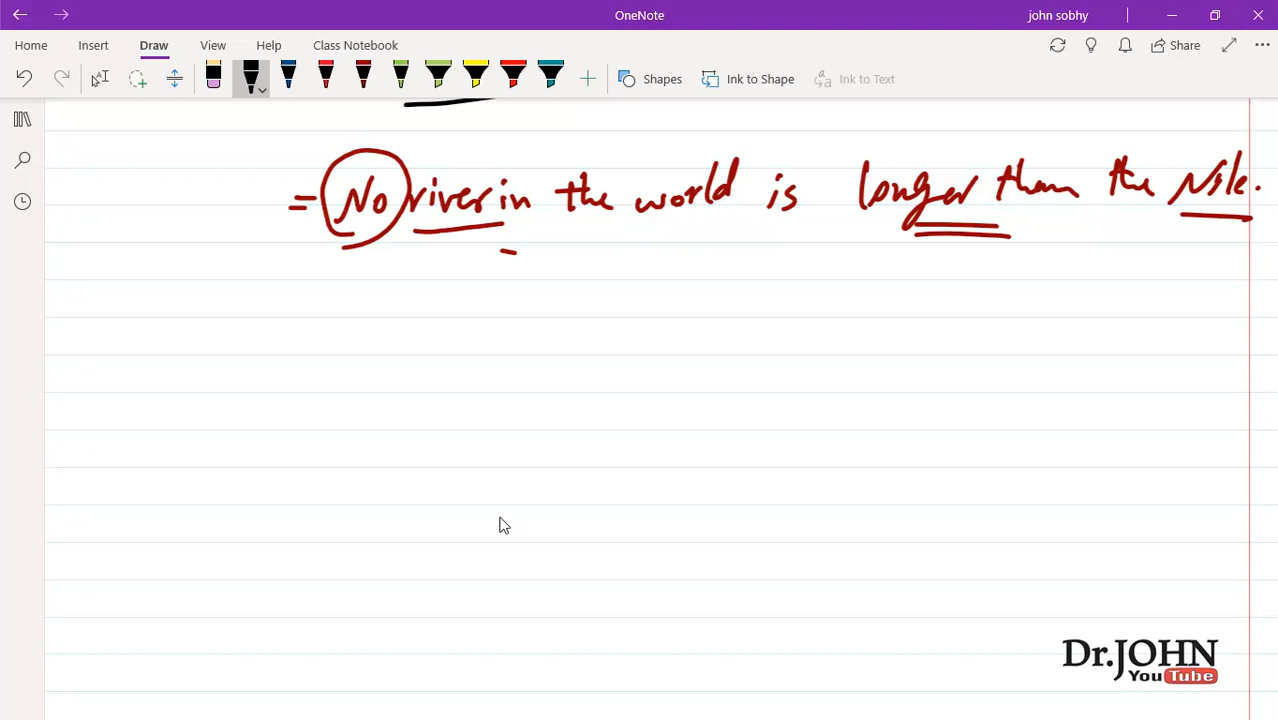 OneNote
john sobhy
Home Insert Draw View Help Class Notebook
Share
Shapes Ink to Shape Ink to Text
= No river in the world is longer than the Nile.
Dr.JOHN
YouTube